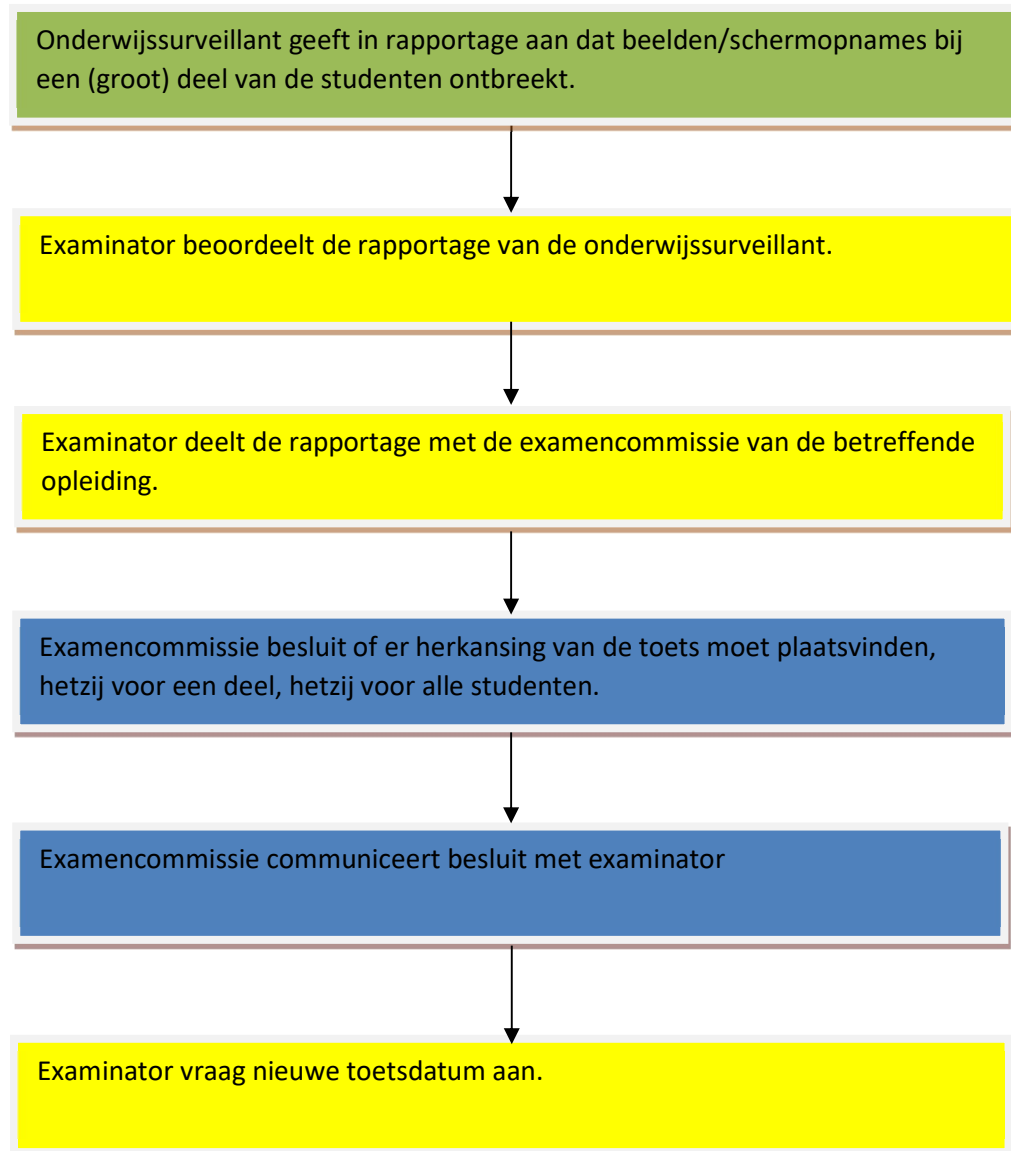 Onderwijssurveillant geeft in rapportage aan dat beelden/schermopnames bij
een (groot) deel van de studenten ontbreekt.
Examinator beoordeelt de rapportage van de onderwijssurveillant.
Examinator deelt de rapportage met de examencommissie van de betreffende
opleiding.
Examencommissie besluit of er herkansing van de toets moet plaatsvinden,
hetzij voor een deel, hetzij voor alle studenten.
Examencommissie communiceert besluit met examinator
Examinator vraag nieuwe toetsdatum aan.